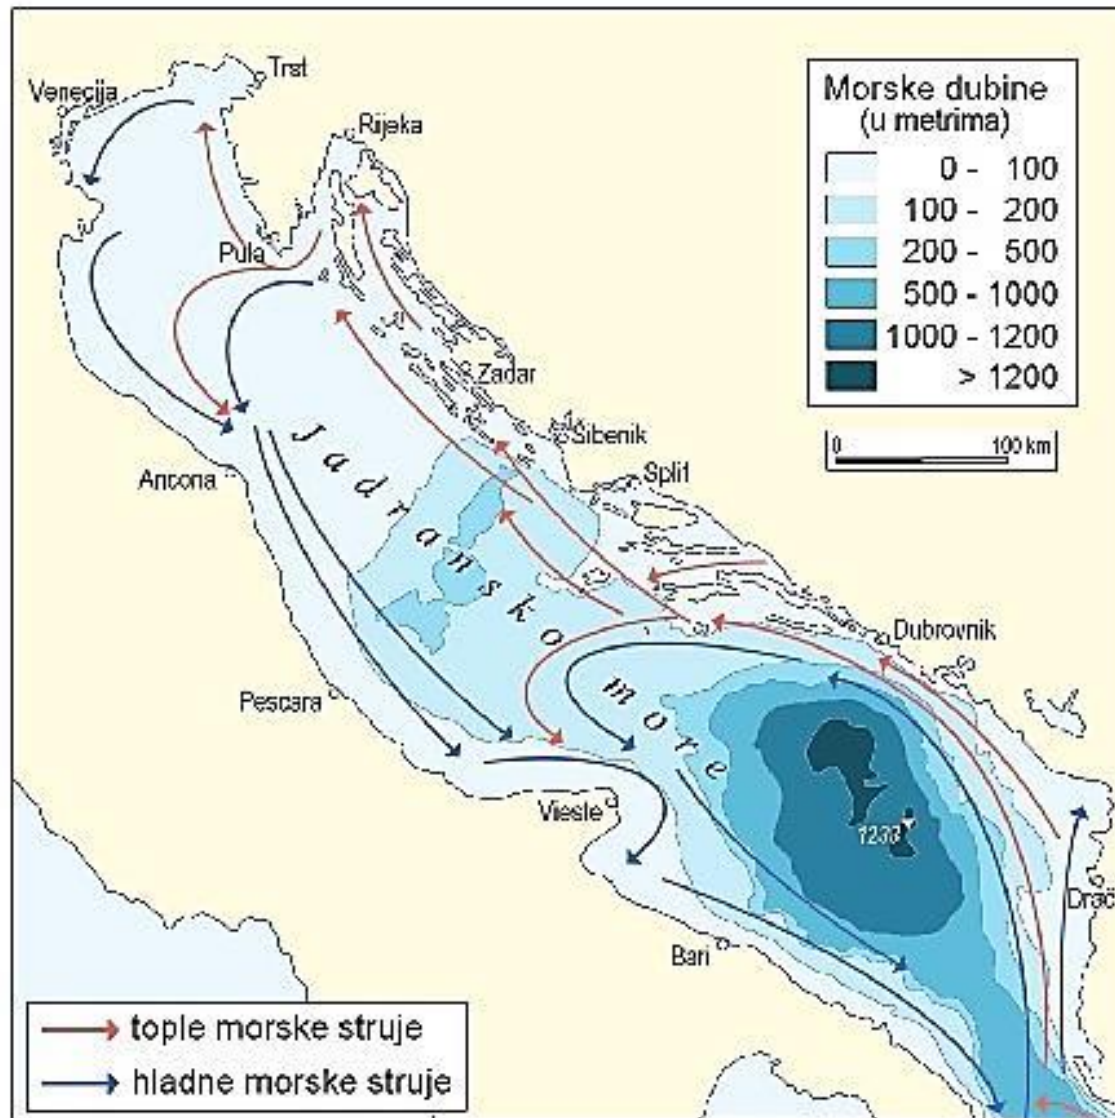 Trst
Venecija
Rijeka
Pula
Zadar
Šibenik
Split
Ancona
Jadransko more
Dubrovnik
Pescara
Vieste
1233
Drač
Bari
Morske dubine
(u metrima)
0 - 100
100 - 200
200 - 500
500 - 1000
1000 - 1200
> 1200
0 100 km
tople morske struje
hladne morske struje